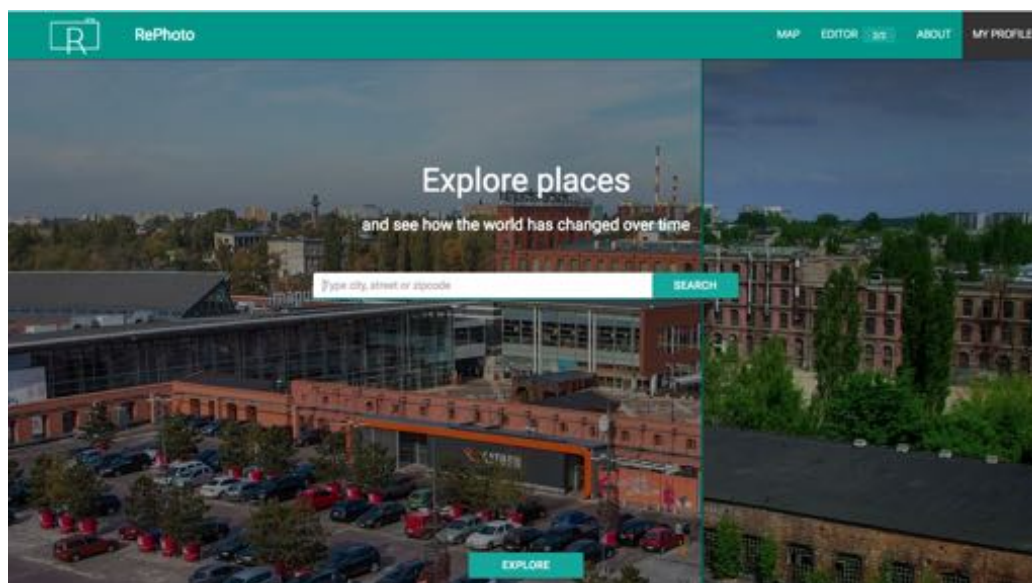 R
RePhoto
MAP
EDITOR
ABOUT
MY PROFILE
Explore places
and see how the world has changed over time
Type city, street or zipcode
SEARCH
EXPLORE